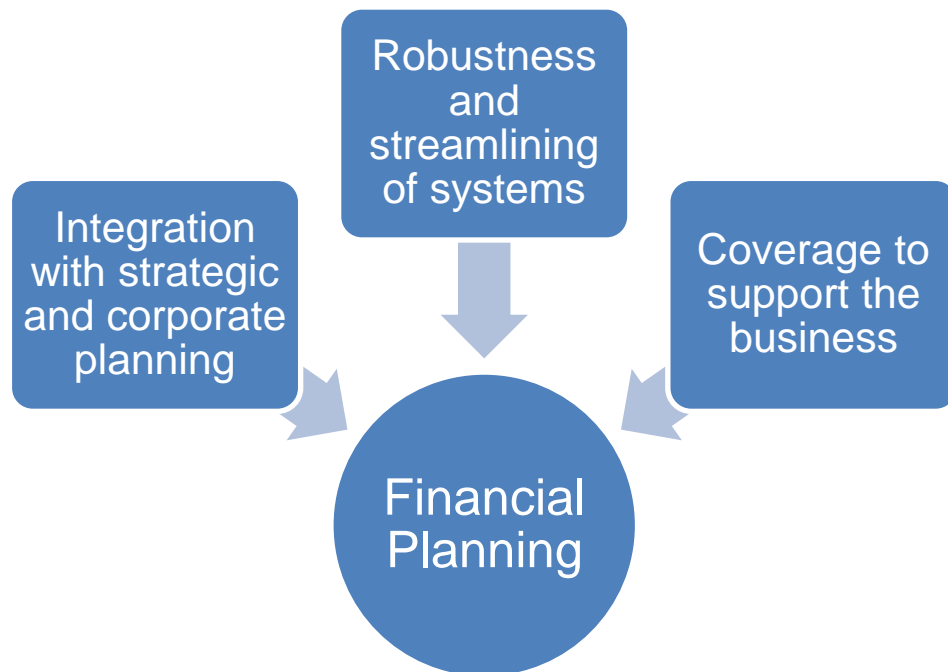 Robustness
and
streamlining
of systems
Integration
with strategic
and corporate
planning
Coverage to
support the
business
Financial
Planning